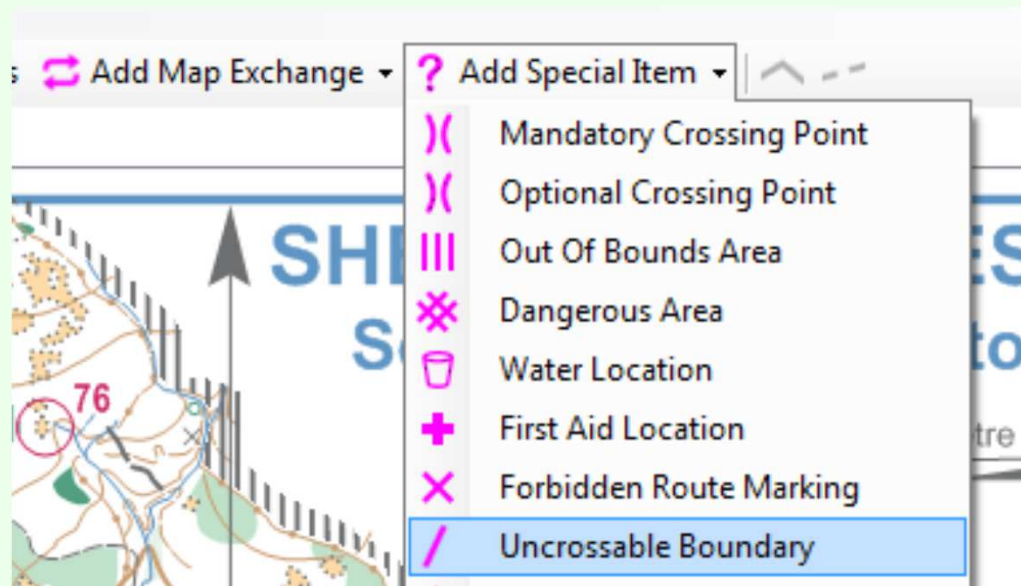 Add Map Exchange
Add Special Item
Mandatory Crossing Point
Optional Crossing Point
Out Of Bounds Area
Dangerous Area
Water Location
First Aid Location
Forbidden Route Marking
Uncrossable Boundary
76